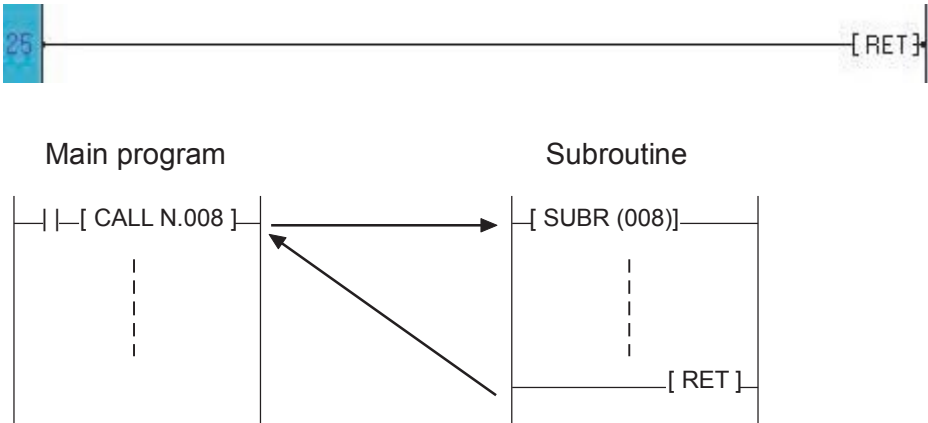 25 [ RET ]
Main program Subroutine
[ CALL N.008 ] [ SUBR (008)]
[ RET ]